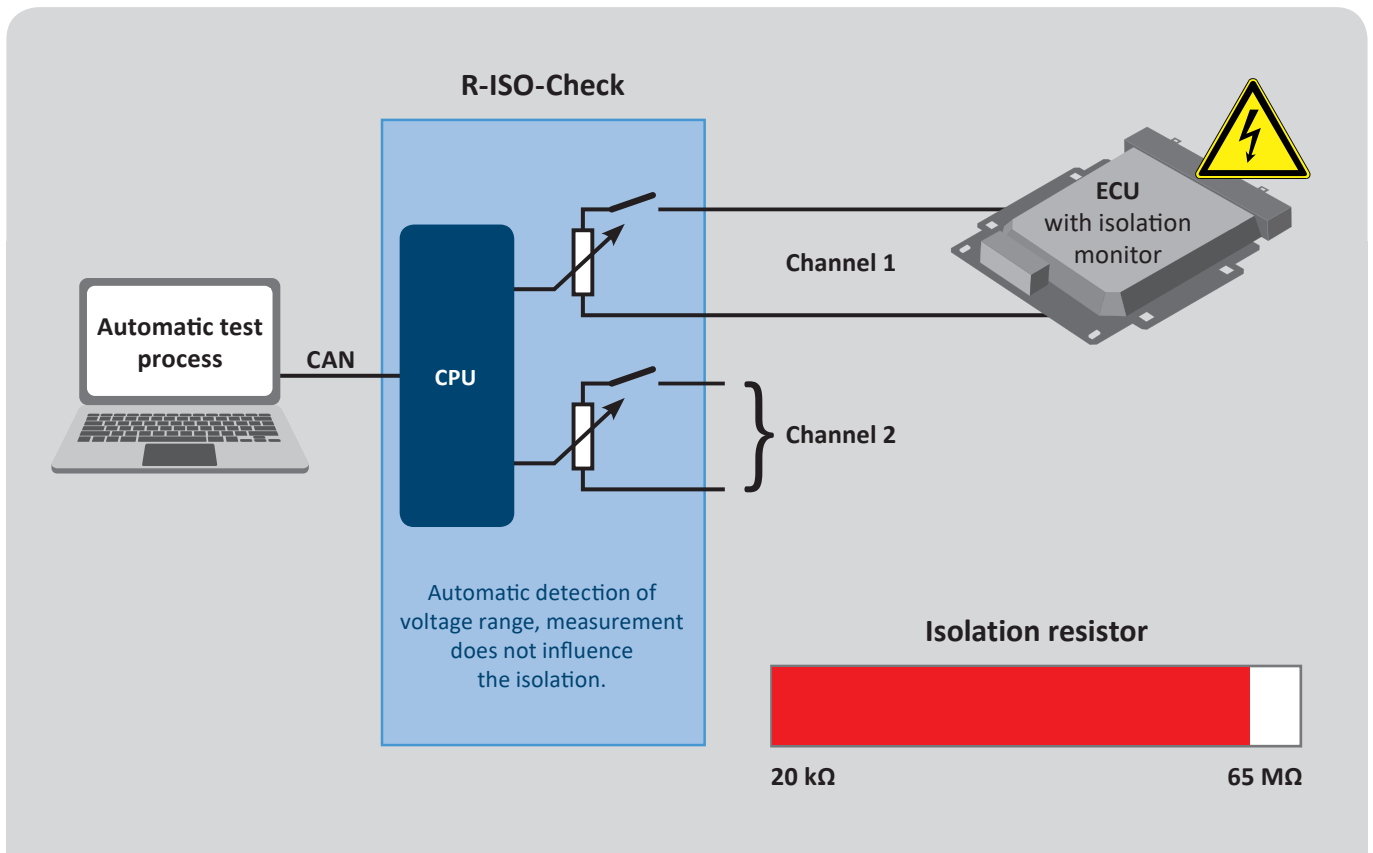 R-ISO-Check
ECU
with isolation
monitor
Channel 1
Automatic test
process
CAN
CPU
Channel 2
Automatic detection of
voltage range, measurement
does not influence
the isolation.
Isolation resistor
20 kΩ
65 MΩ